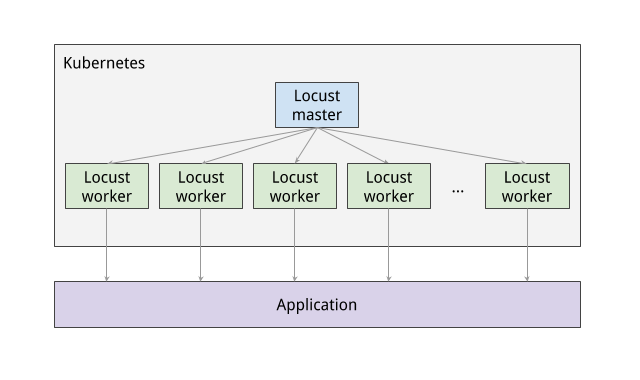 Kubernetes
Locust
master
Locust
worker
Locust
worker
Locust
worker
Locust
worker
...
Locust
worker
Application